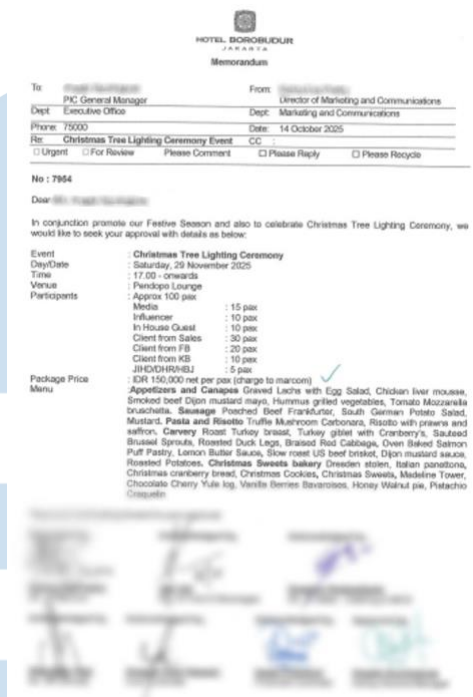 HOTEL BOROBUDUR
JAKARTA
Memorandum
To:
From:
PIC General Manager
Director of Marketing and Communications
Dept Executive Office
Dept: Marketing and Communications
Phone: 75000
Date: 14 October 2025
Re: Christmas Tree Lighting Ceremony Event
CC :
Urgent For Review Please Comment Please Reply Please Recycle
No : 7954
Dear
In conjunction promote our Festive Season and also to celebrate Christmas Tree Lighting Ceremony, we
would like to seek your approval with details as below:
Event : Christmas Tree Lighting Ceremony
Day/Date : Saturday, 29 November 2025
Time : 17.00 - onwards
Venue : Pendopo Lounge
Participants : Approx 100 pax
Media : 15 pax
Influencer : 10 pax
In House Guest : 10 pax
Client from Sales : 30 pax
Client from FB : 20 pax
Client from KB : 10 pax
JIHD/DHR/HBJ : 5 pax
Package Price : IDR 150,000 net per pax (charge to marcom)
Menu : Appetizers and Canapes Graved Lachs with Egg Salad, Chicken liver mousse,
Smoked beef Dijon mustard mayo, Hummus grilled vegetables, Tomato Mozzarella
bruschetta. Sausage Poached Beef Frankfurter, South German Potato Salad,
Mustard. Pasta and Risotto Truffle Mushroom Carbonara, Risotto with prawns and
saffron, Carvery Roast Turkey breast, Turkey giblet with Cranberry's, Sauteed
Brussel Sprouts, Roasted Duck Legs, Braised Red Cabbage, Oven Baked Salmon
Puff Pastry, Lemon Butter Sauce, Slow roast US beef brisket, Dijon mustard sauce,
Roasted Potatoes. Christmas Sweets bakery Dresden stolen, Italian panettona,
Christmas cranberry bread, Christmas Cookies, Christmas Sweets, Madeline Tower,
Chocolate Cherry Yule log, Vanilla Berries Bavaroises, Honey Walnut pie, Pistachio
Croquelin